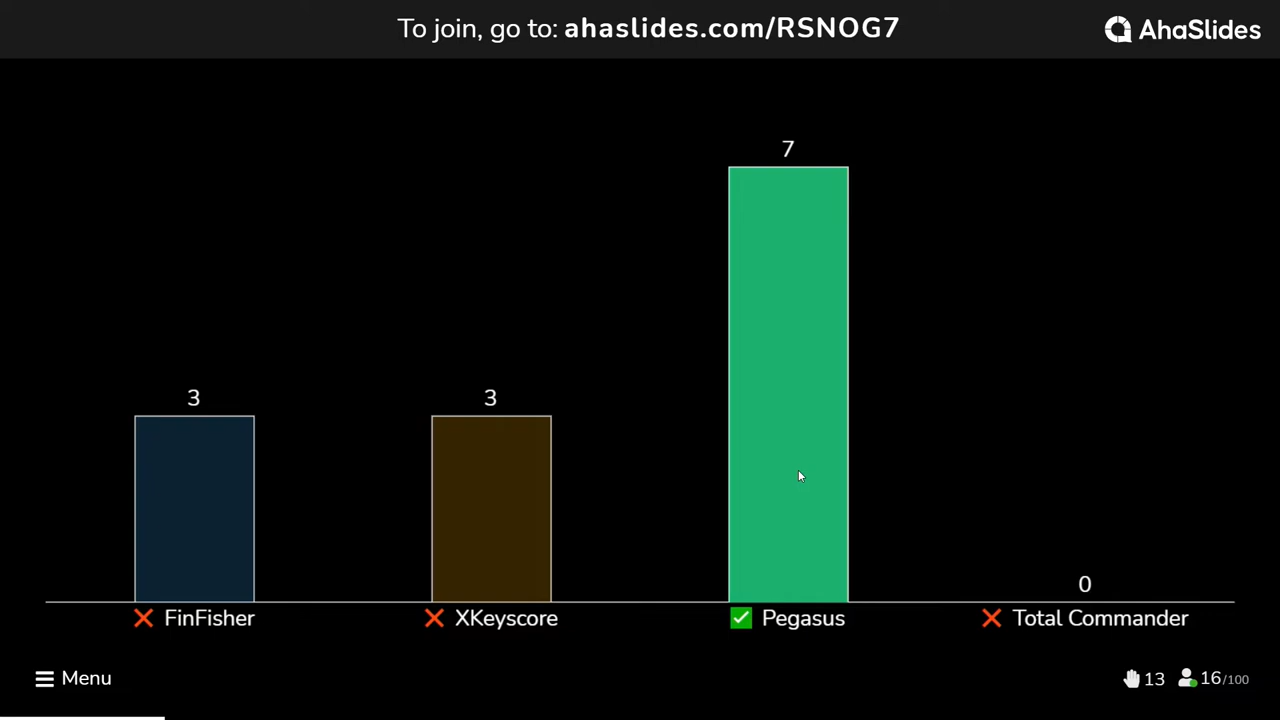 To join, go to: ahaslides.com/RSNOG7
AhaSlides
7
3
3
0
FinFisher
XKeyscore
Pegasus
Total Commander
Menu
13
16/100